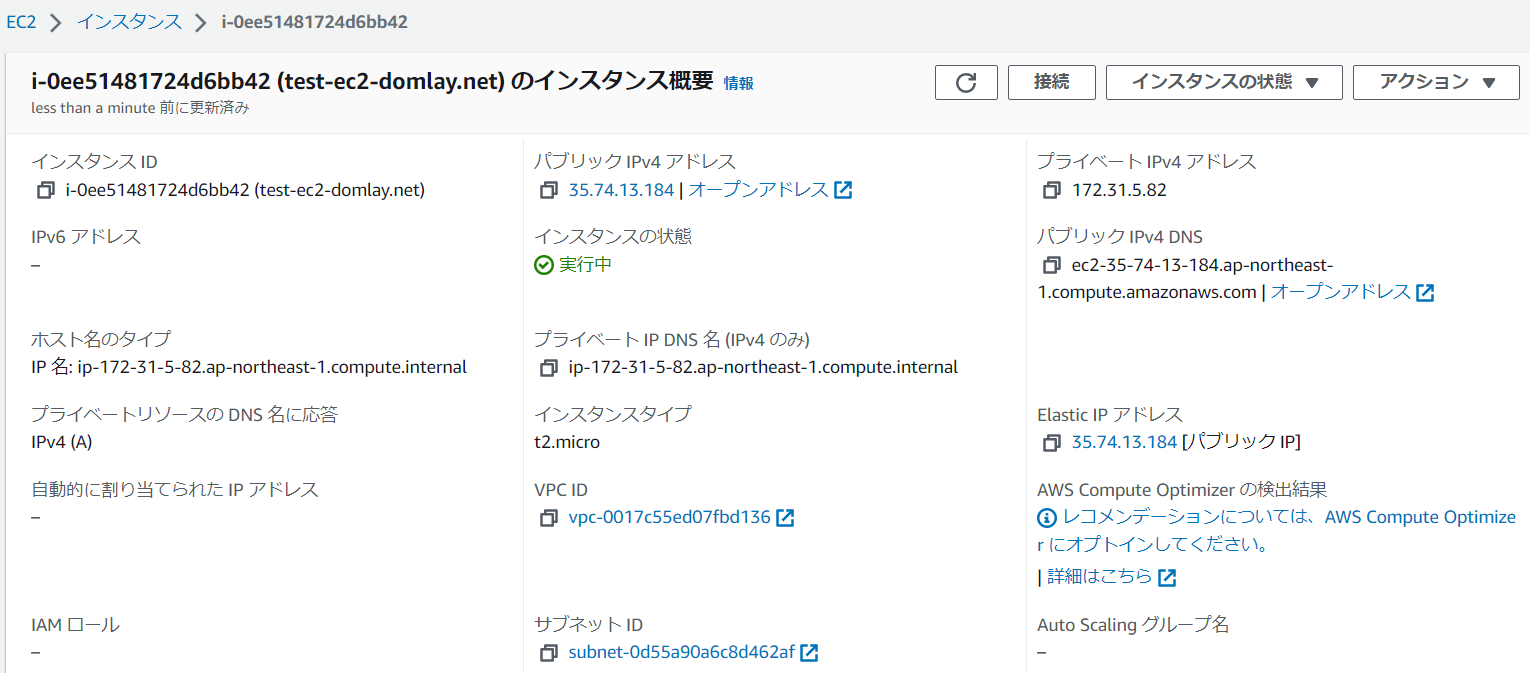 EC2 > インスタンス > i-0ee51481724d6bb42
i-0ee51481724d6bb42 (test-ec2-domlay.net) のインスタンス概要 情報
less than a minute 前に更新済み
接続
インスタンスの状態 ▼
アクション ▼
インスタンス ID
i-0ee51481724d6bb42 (test-ec2-domlay.net)
パブリック IPv4 アドレス
35.74.13.184 | オープンアドレス
プライベート IPv4 アドレス
172.31.5.82
IPv6 アドレス
–
インスタンスの状態
実行中
パブリック IPv4 DNS
ec2-35-74-13-184.ap-northeast-
1.compute.amazonaws.com | オープンアドレス
ホスト名のタイプ
IP 名: ip-172-31-5-82.ap-northeast-1.compute.internal
プライベート IP DNS 名 (IPv4 のみ)
ip-172-31-5-82.ap-northeast-1.compute.internal
プライベートリソースの DNS 名に応答
IPv4 (A)
インスタンスタイプ
t2.micro
Elastic IP アドレス
35.74.13.184 [パブリック IP]
自動的に割り当てられた IP アドレス
–
VPC ID
vpc-0017c55ed07fbd136
AWS Compute Optimizer の検出結果
レコメンデーションについては、AWS Compute Optimize
r にオプトインしてください。
| 詳細はこちら
IAM ロール
–
サブネット ID
subnet-0d55a90a6c8d462af
Auto Scaling グループ名
–